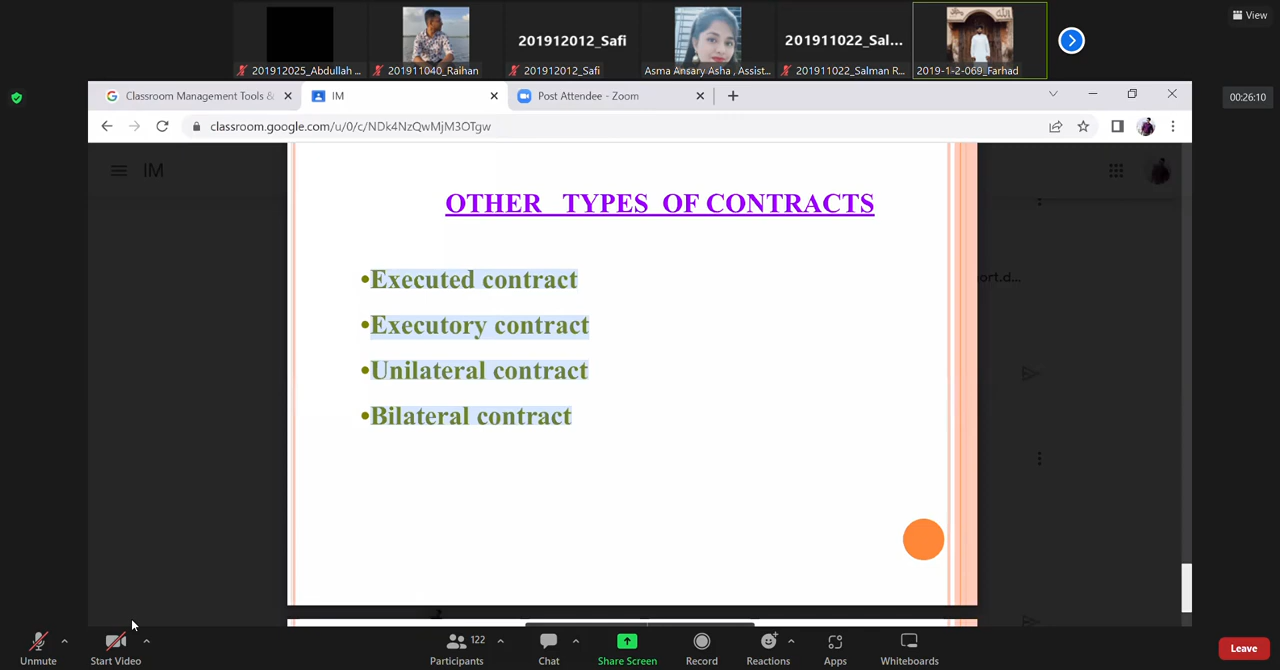 201912012_Safi
201911022_Sal...
View
201912025_Abdullah ...
201911040_Raihan
201912012_Safi
Asma Ansary Asha , Assist...
201911022_Salman R...
2019-1-2-069_Farhad
Classroom Management Tools &
IM
Post Attendee - Zoom
00:26:10
classroom.google.com/u/0/c/NDk4NzQwMjM3OTgw
IM
OTHER TYPES OF CONTRACTS
•Executed contract
ort.d...
•Executory contract
•Unilateral contract
•Bilateral contract
122
Unmute
Start Video
Participants
Chat
Share Screen
Record
Reactions
Apps
Whiteboards
Leave